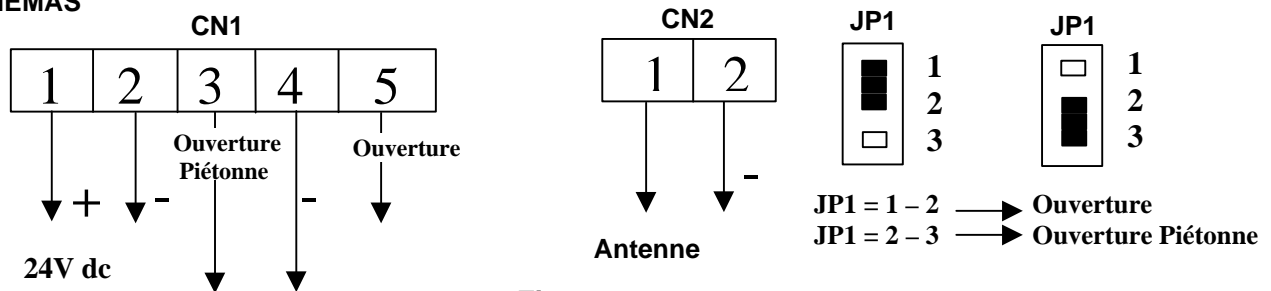 CN1
1 2 3 4 5
Ouverture
Piétonne
Ouverture
+ - -
24V dc
CN2
1 2
-
Antenne
JP1
1
2
3
JP1
1
2
3
JP1 = 1 – 2 Ouverture
JP1 = 2 – 3 Ouverture Piétonne